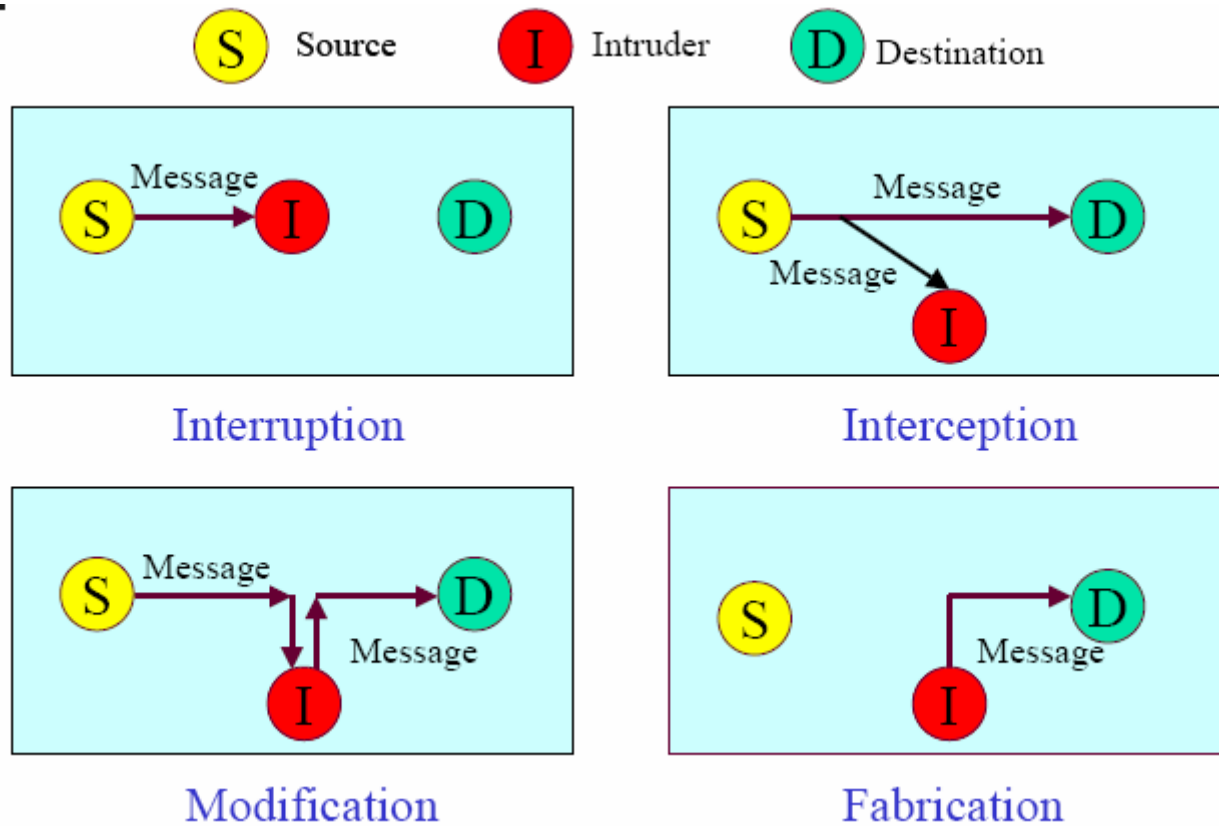 S Source I Intruder D Destination
Message
S I D
Interruption
Message
S D
Message
I
Interception
Message
S D
Message
I
Modification
S D
Message
I
Fabrication